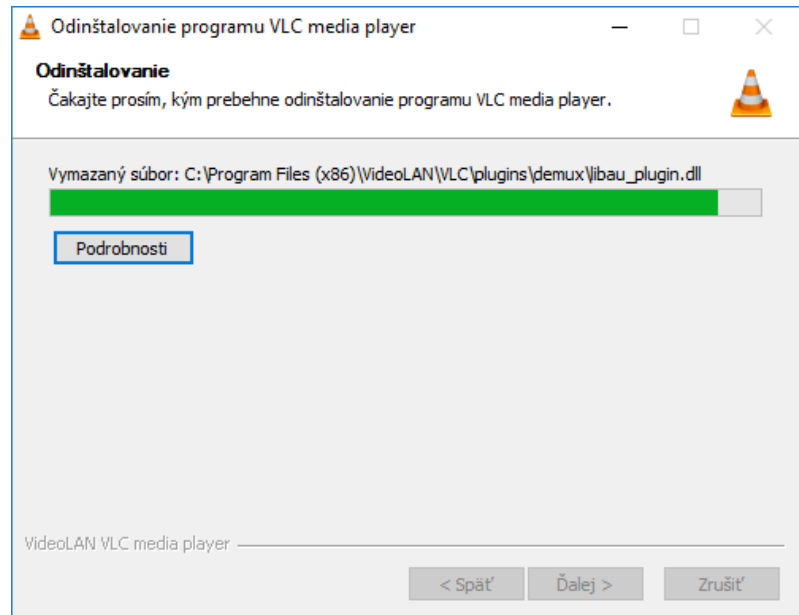 Odinštalovanie programu VLC media player
Odinštalovanie
Čakajte prosím, kým prebehne odinštalovanie programu VLC media player.
Vymazaný súbor: C:\Program Files (x86)\VideoLAN\VLC\plugins\demux\libau_plugin.dll
Podrobnosti
VideoLAN VLC media player
< Späť
Ďalej >
Zrušiť